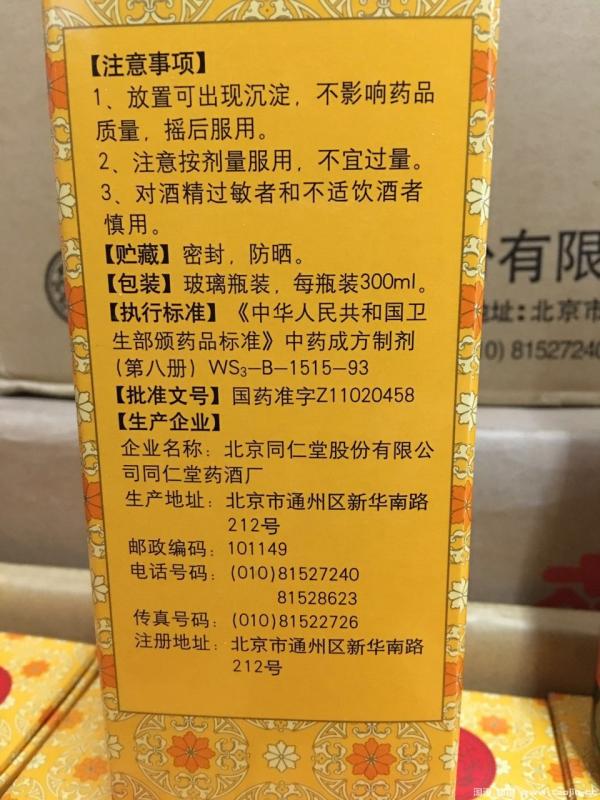 【注意事项】
1、放置可出现沉淀，不影响药品
质量，摇后服用。
2、注意按剂量服用，不宜过量。
3、对酒精过敏者和不适饮酒者
慎用。
【贮藏】密封，防晒。
【包装】玻璃瓶装，每瓶装300ml。
【执行标准】《中华人民共和国卫
生部颁药品标准》中药成方制剂
(第八册) WS₃-B-1515-93
【批准文号】国药准字Z11020458
【生产企业】
企业名称：北京同仁堂股份有限公
司同仁堂药酒厂
生产地址：北京市通州区新华南路
212号
邮政编码：101149
电话号码：(010)81527240
81528623
传真号码：(010)81522726
注册地址：北京市通州区新华南路
212号
有限
址：北京市
10) 81527240